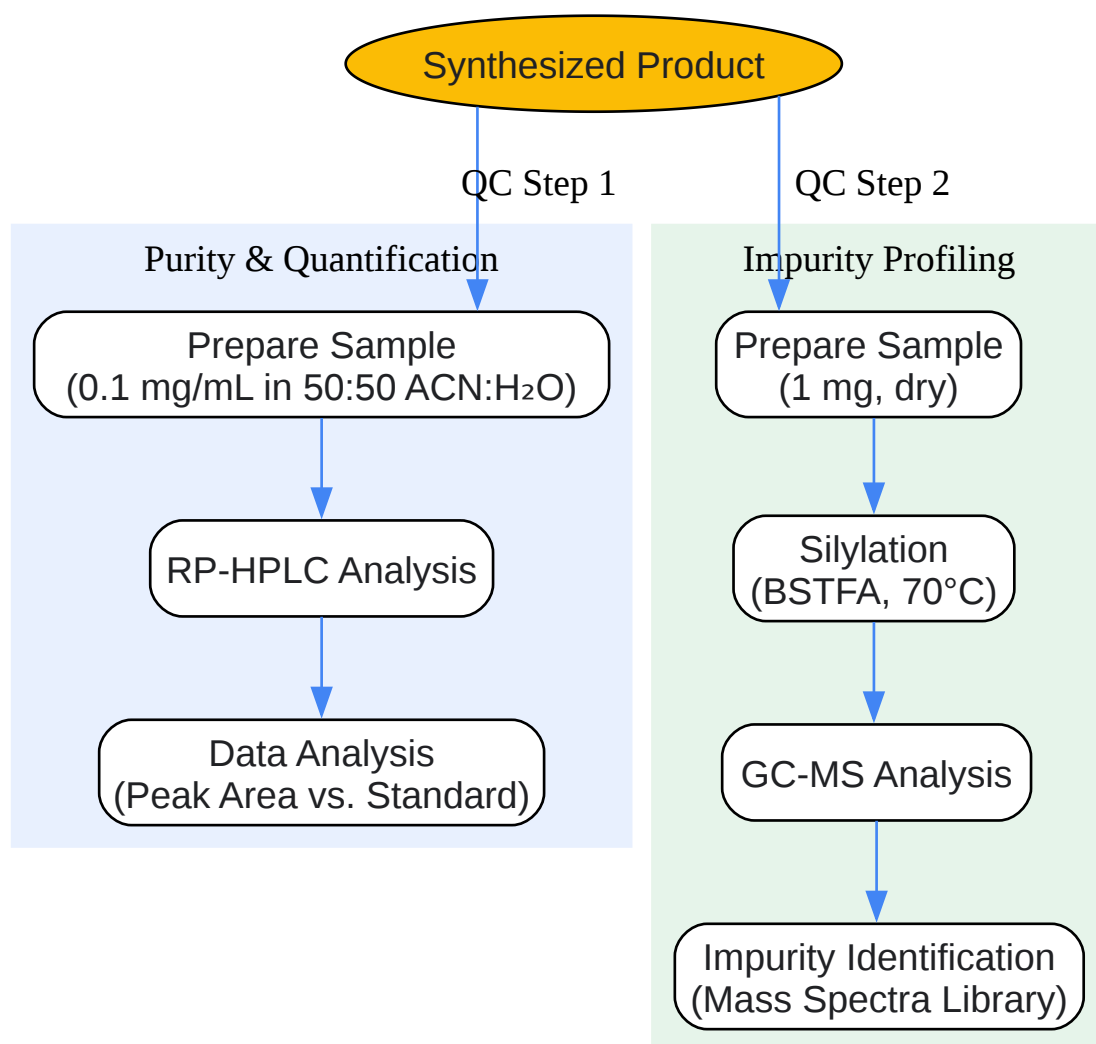 Synthesized Product
QC Step 1
QC Step 2
Purity & Quantification
Prepare Sample
(0.1 mg/mL in 50:50 ACN:H₂O)
RP-HPLC Analysis
Data Analysis
(Peak Area vs. Standard)
Impurity Profiling
Prepare Sample
(1 mg, dry)
Silylation
(BSTFA, 70°C)
GC-MS Analysis
Impurity Identification
(Mass Spectra Library)